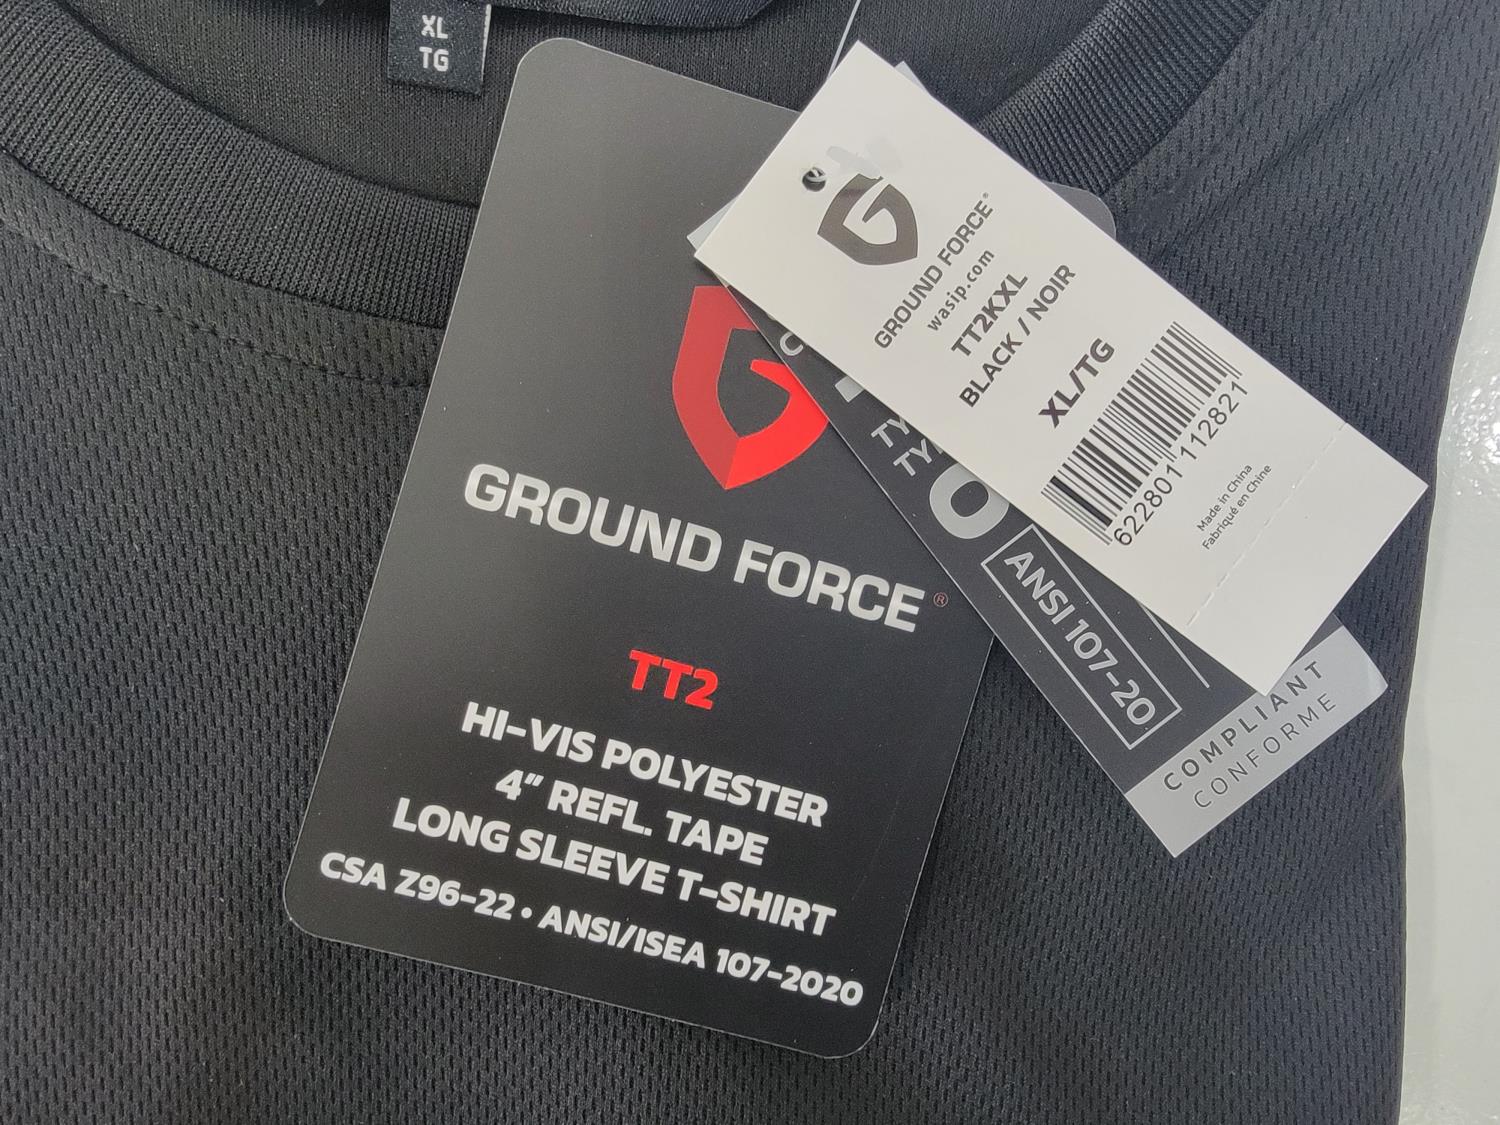 XL
TG
GROUND FORCE®
TT2
HI-VIS POLYESTER
4" REFL. TAPE
LONG SLEEVE T-SHIRT
CSA Z96-22 • ANSI/ISEA 107-2020
GROUND FORCE®
wasip.com
TT2KXL
BLACK / NOIR
XL/TG
622801112821
Made in China
Fabriqué en Chine
ANSI 107-20
COMPLIANT
CONFORME